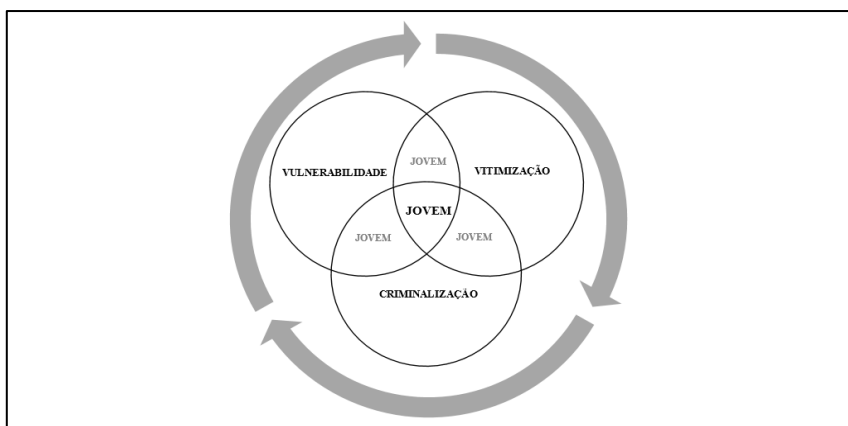 JOVEM
VULNERABILIDADE
VITIMIZAÇÃO
JOVEM
JOVEM
JOVEM
CRIMINALIZAÇÃO